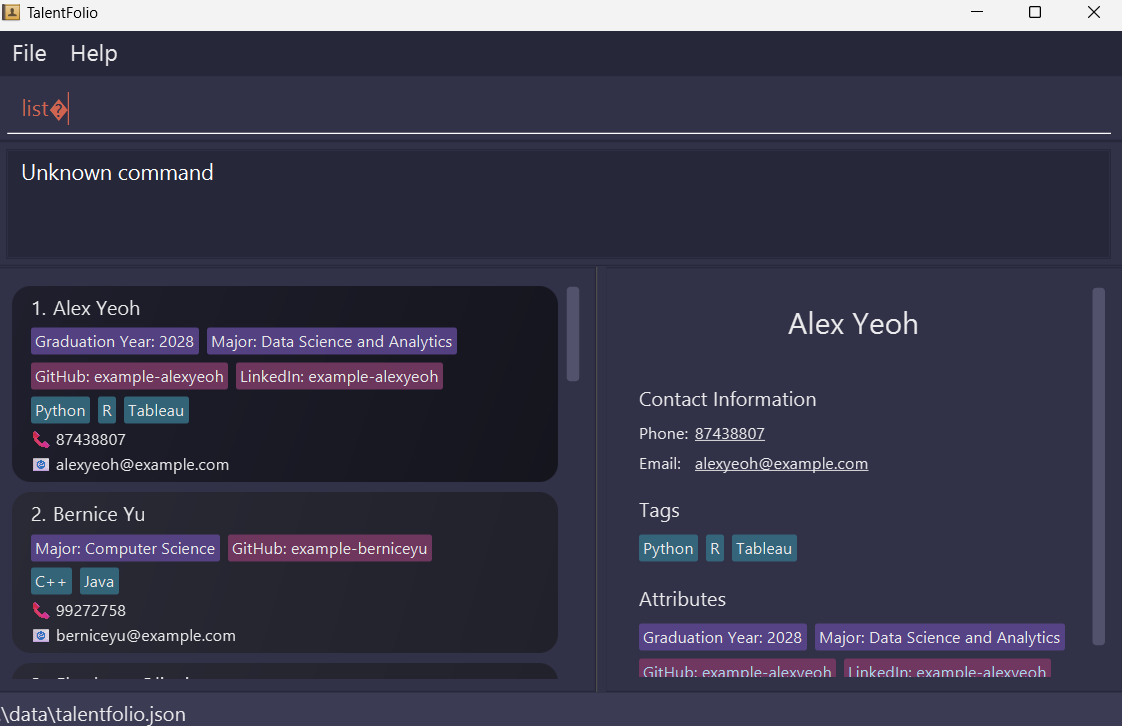 TalentFolio
File Help
list�
Unknown command
1. Alex Yeoh
Graduation Year: 2028 Major: Data Science and Analytics
GitHub: example-alexyeoh LinkedIn: example-alexyeoh
Python R Tableau
87438807
alexyeoh@example.com
2. Bernice Yu
Major: Computer Science GitHub: example-berniceyu
C++ Java
99272758
berniceyu@example.com
Alex Yeoh
Contact Information
Phone: 87438807
Email: alexyeoh@example.com
Tags
Python R Tableau
Attributes
Graduation Year: 2028 Major: Data Science and Analytics
GitHub: example-alexyeoh LinkedIn: example-alexyeoh
.\data\talentfolio.json